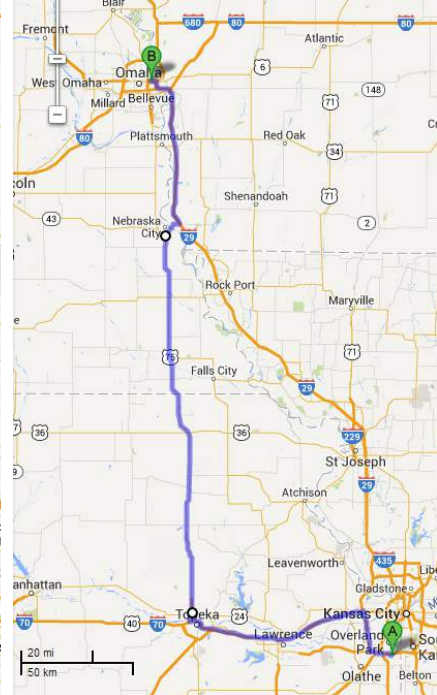 Blair
Fremont
680
80
80
Atlantic
B
6
Omaha
West Omaha
Millard
Bellevue
71
148
80
Plattsmouth
Red Oak
34
coln
Shenandoah
71
43
Nebraska
City
2
29
Rock Port
Maryville
75
71
Falls City
29
36
36
229
St Joseph
29
Atchison
Leavenworth
435
Gladstone
anhattan
Topeka
24
Kansas City
70
40
70
Lawrence
Overland
Park
A
20 mi
50 km
Olathe
Belton